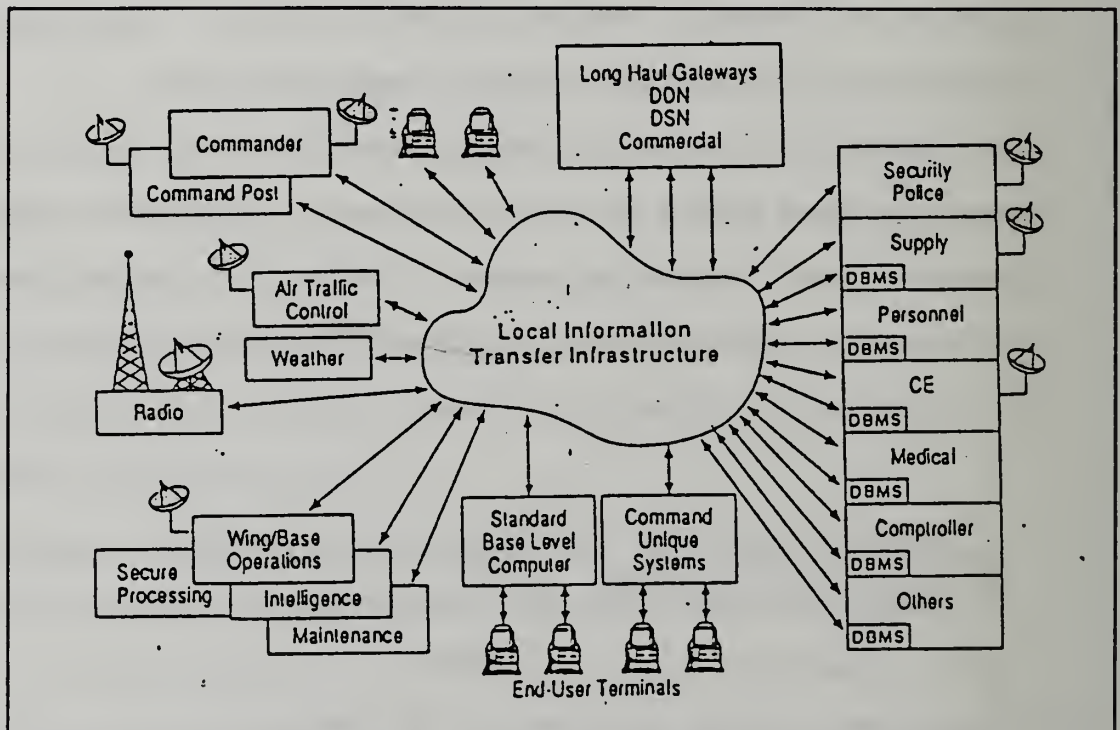 Long Haul Gateways
DDN
DSN
Commercial
Commander
Command Post
Air Traffic
Control
Weather
Radio
Local Information
Transfer Infrastructure
Security
Police
Supply
DBMS
Personnel
DBMS
CE
DBMS
Medical
DBMS
Comptroller
DBMS
Others
DBMS
Wing/Base
Operations
Secure
Processing
Intelligence
Maintenance
Standard
Base Level
Computer
Command
Unique
Systems
End-User Terminals